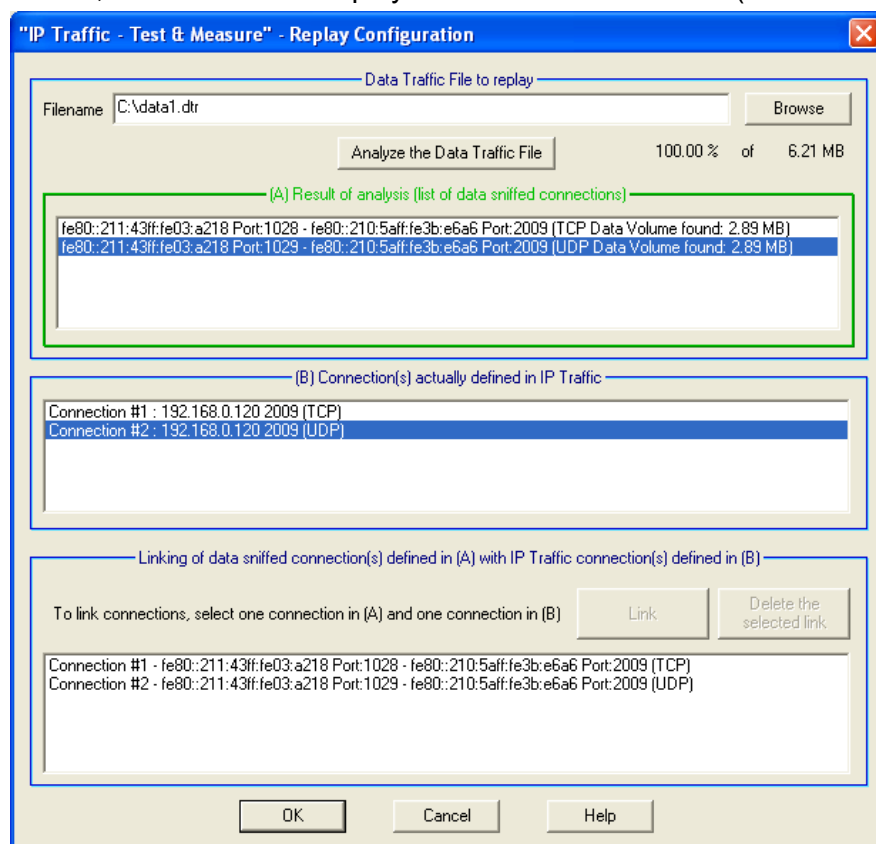 "IP Traffic - Test & Measure" - Replay Configuration
Data Traffic File to replay
Filename C:\data1.dtr Browse
Analyze the Data Traffic File 100.00 % of 6.21 MB
(A) Result of analysis (list of data sniffed connections)
fe80::211:43ff:fe03:a218 Port:1028 - fe80::210:5aff:fe3b:e6a6 Port:2009 (TCP Data Volume found: 2.89 MB)
fe80::211:43ff:fe03:a218 Port:1029 - fe80::210:5aff:fe3b:e6a6 Port:2009 (UDP Data Volume found: 2.89 MB)
(B) Connection(s) actually defined in IP Traffic
Connection #1 : 192.168.0.120 2009 (TCP)
Connection #2 : 192.168.0.120 2009 (UDP)
Linking of data sniffed connection(s) defined in (A) with IP Traffic connection(s) defined in (B)
To link connections, select one connection in (A) and one connection in (B) Link Delete the
selected link
Connection #1 - fe80::211:43ff:fe03:a218 Port:1028 - fe80::210:5aff:fe3b:e6a6 Port:2009 (TCP)
Connection #2 - fe80::211:43ff:fe03:a218 Port:1029 - fe80::210:5aff:fe3b:e6a6 Port:2009 (UDP)
OK Cancel Help